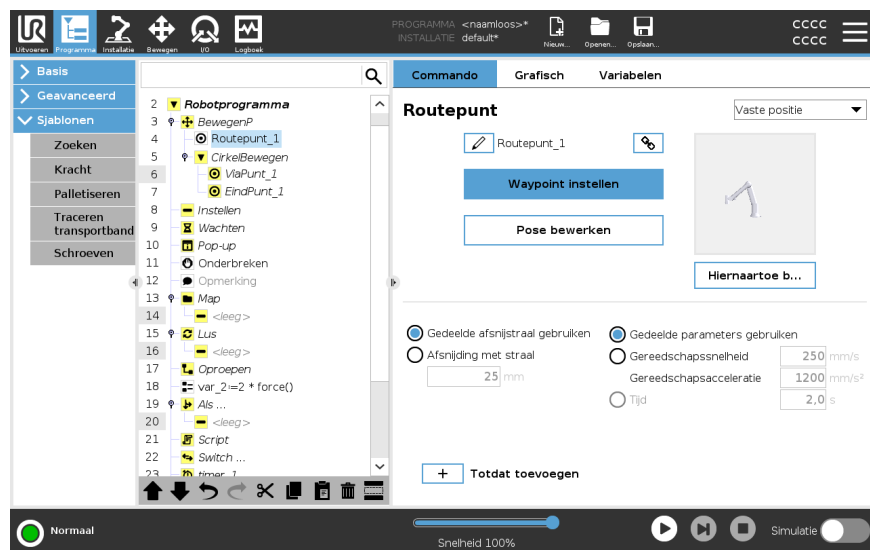 UR
PROGRAMMA <naamloos>*
INSTALLATIE default*
CCCC
CCCC
Uitvoeren Programma Installatie Bewegen I/O Logboek Nieuw... Openen... Opslaan...
Basis
Geavanceerd
Sjablonen
Zoeken
Kracht
Palletiseren
Traceren
transportband
Schroeven
2 Robotprogramma
3 BewegenP
4 Routepunt_1
5 CirkelBewegen
6 ViaPunt_1
7 EindPunt_1
8 Instellen
9 Wachten
10 Pop-up
11 Onderbreken
12 Opmerking
13 Map
14 <leeg>
15 Lus
16 <leeg>
17 Oproepen
18 var_2:=2 * force()
19 Als ...
20 <leeg>
21 Script
22 Switch ...
23 timer_1
Commando Grafisch Variabelen
Routepunt
Vaste positie
Routepunt_1
Waypoint instellen
Pose bewerken
Hiernaartoe b...
Gedeelde afsnijstraal gebruiken
Afsnijding met straal
25 mm
Gedeelde parameters gebruiken
Gereedschapssnelheid 250 mm/s
Gereedschapsacceleratie 1200 mm/s²
Tijd 2,0 s
+ Totdat toevoegen
Normaal
Snelheid 100%
Simulatie